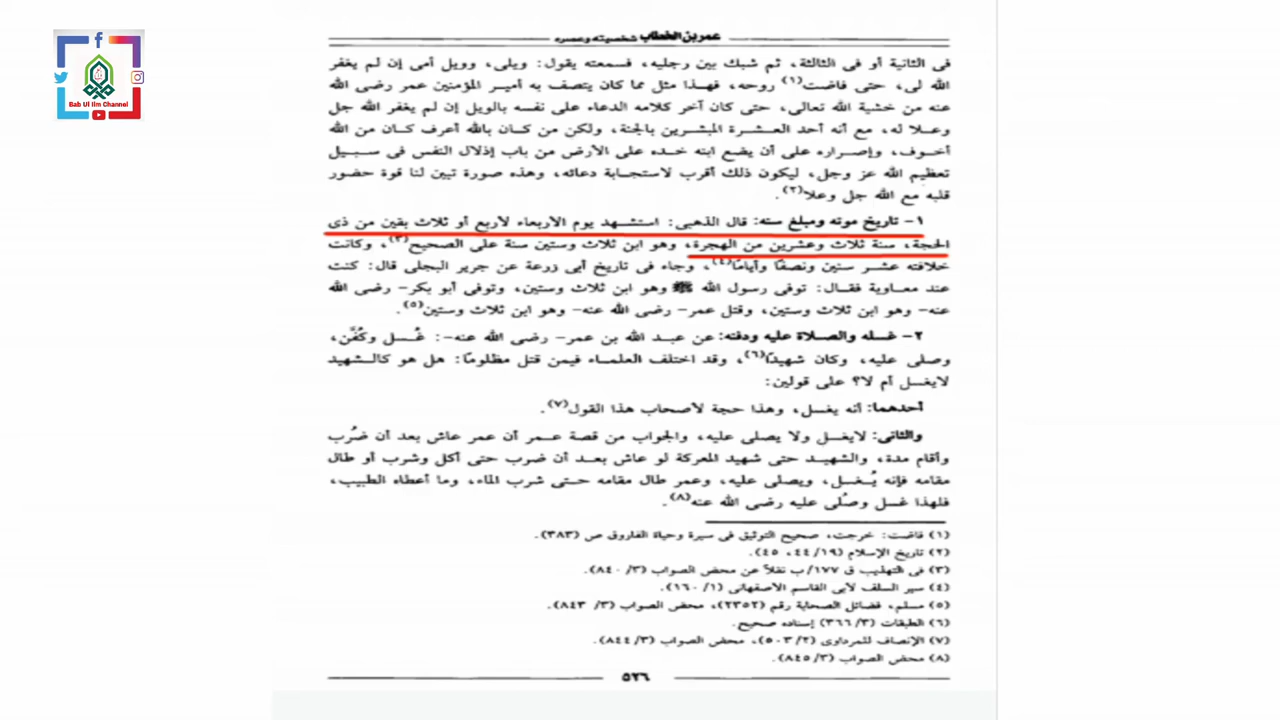 Bab Ul Ilm Channel
عمر بن الخطاب شخصيته وعصره
فى الثانية أو فى الثالثة، ثم شبك بين رجليه، فسمعته يقول: ويلى، وويل أمى إن لم يغفر
الله لى، حتى فاضت(١) روحه، فهذا مثل مما كان يتصف به أمير المؤمنين عمر رضى الله
عنه من خشية الله تعالى، حتى كان آخر كلامه الدعاء على نفسه بالويل إن لم يغفر الله جل
وعلا له، مع أنه أحد العشرة المبشرين بالجنة، ولكن من كان بالله أعرف كان من الله
أخوف، وإصراره على أن يضع ابنه خده على الأرض من باب إذلال النفس فى سبيل
تعظيم الله عز وجل، ليكون ذلك أقرب لاستجابة دعائه، وهذه صورة تبين لنا قوة حضور
قلبه مع الله جل وعلا(٢).
١- تاريخ موته ومبلغ سنه: قال الذهبى: استشهد يوم الأربعاء لأربع أو ثلاث بقين من ذى
الحجة، سنة ثلاث وعشرين من الهجرة، وهو ابن ثلاث وستين سنة على الصحيح(٣)، وكانت
خلافته عشر سنين ونصفًا وأيامًا(٤)، وجاء فى تاريخ أبى زرعة عن جرير البجلى قال: كنت
عند معاوية فقال: توفى رسول الله ﷺ وهو ابن ثلاث وستين، وتوفى أبو بكر- رضى الله
عنه- وهو ابن ثلاث وستين، وقتل عمر- رضى الله عنه- وهو ابن ثلاث وستين(٥).
٢- غسله والصلاة عليه ودفنه: عن عبد الله بن عمر- رضى الله عنه-: غُسل وكُفَّن،
وصلى عليه، وكان شهيدًا(٦)، وقد اختلف العلماء فيمن قتل مظلومًا: هل هو كالشهيد
لايغسل أم لا؟ على قولين:
أحدهما: أنه يغسل، وهذا حجة لأصحاب هذا القول(٧).
والثانى: لايغسل ولا يصلى عليه، والجواب من قصة عمر أن عمر عاش بعد أن ضُرب
وأقام مدة، والشهيد حتى شهيد المعركة لو عاش بعد أن ضرب حتى أكل وشرب أو طال
مقامه فإنه يُغسل، ويصلى عليه، وعمر طال مقامه حتى شرب الماء، وما أعطاه الطبيب،
فلهذا غسل وصُلى عليه رضى الله عنه(٨).
(١) فاضت: خرجت، صحيح التوثيق فى سيرة وحياة الفاروق ص (٣٨٣).
(٢) تاريخ الإسلام (١٩/ ٤٤، ٤٥).
(٣) فى التهذيب ق ١٧٧/ب نقلاً عن محض الصواب (٣/ ٨٤٠).
(٤) سير السلف لأبى القاسم الأصفهانى (١/ ١٦٠).
(٥) مسلم، فضائل الصحابة رقم (٢٣٥٢)، محض الصواب (٣/ ٨٤٣).
(٦) الطبقات (٣/ ٣٦٦) إسناده صحيح.
(٧) الإنصاف للمرداوى (٢/ ٥٠٣)، محض الصواب (٣/ ٨٤٤).
(٨) محض الصواب (٣/ ٨٤٥).
٥٢٦